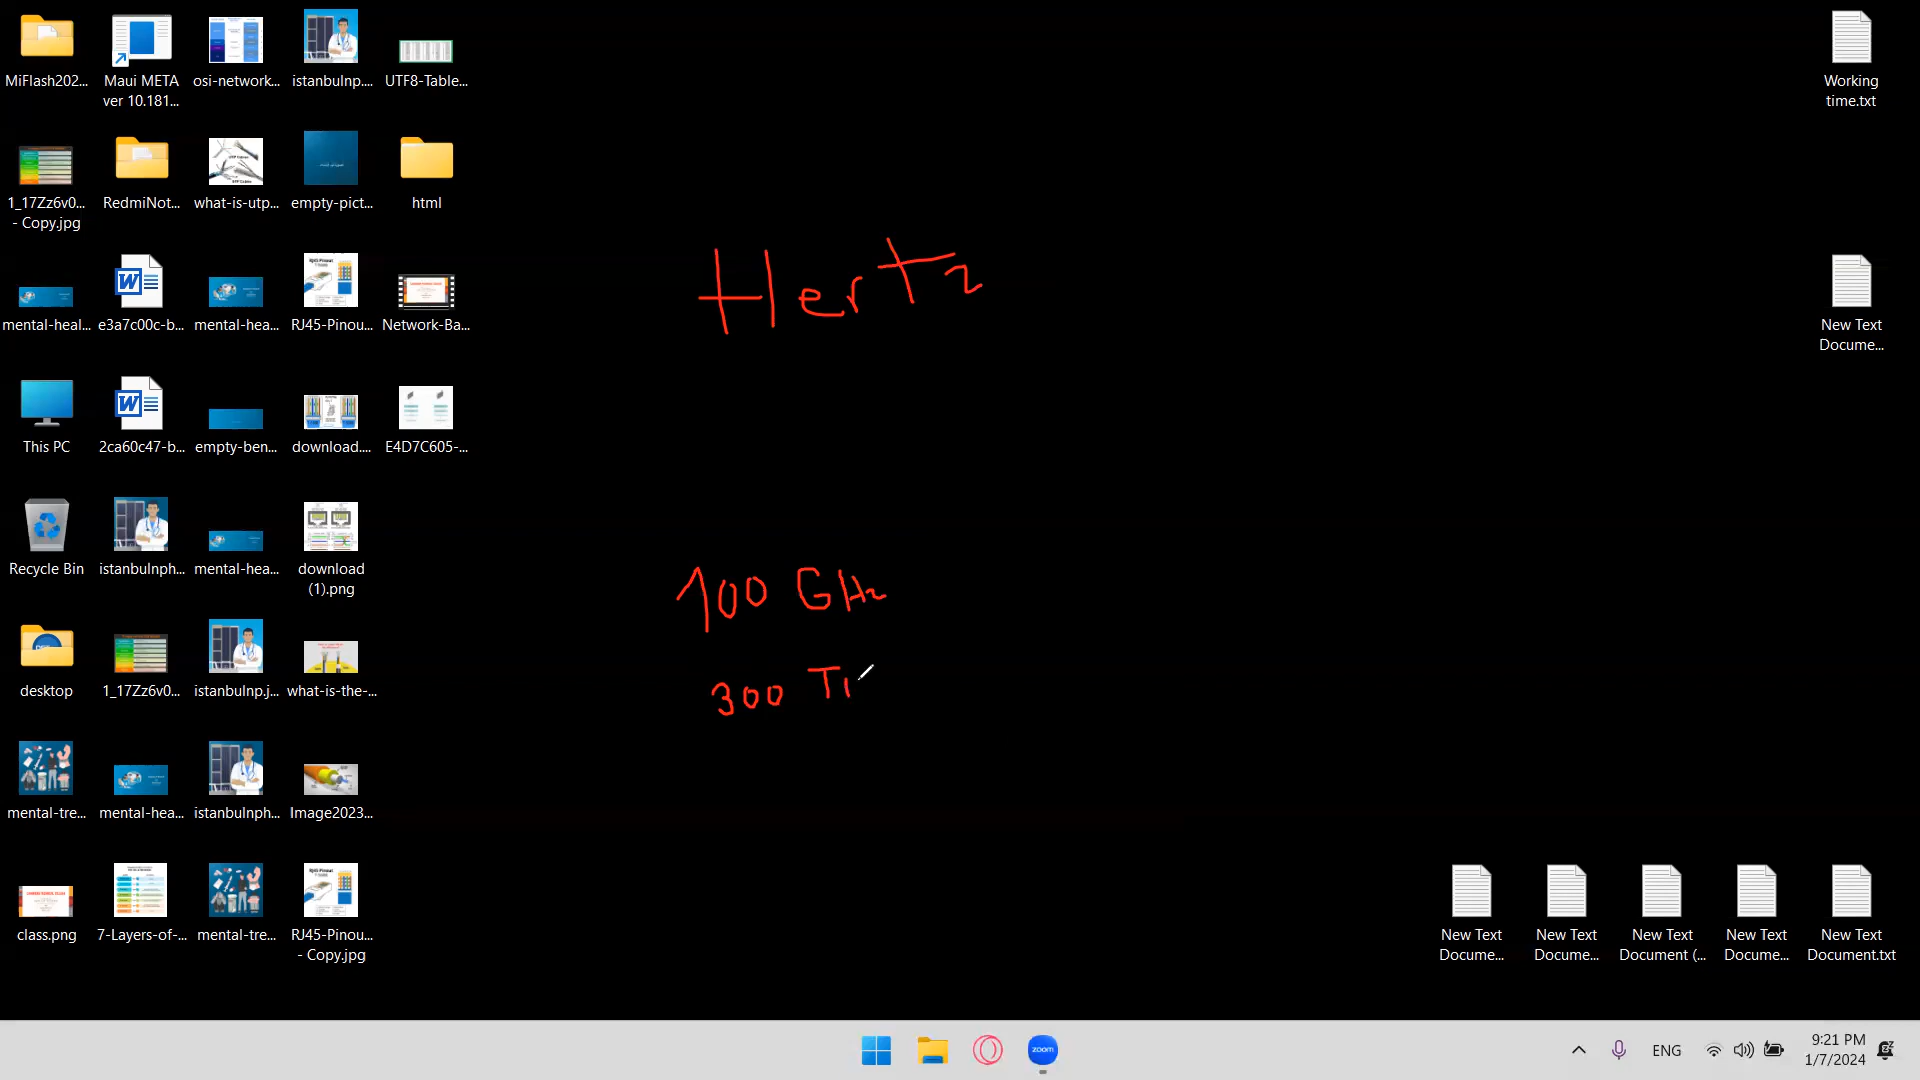 MiFlash202...
Maui META
ver 10.181...
osi-network...
istanbulnp....
UTF8-Table...
Working
time.txt
1_17Zz6v0...
- Copy.jpg
RedmiNot...
what-is-utp...
empty-pict...
html
Hertz
mental-heal...
e3a7c00c-b...
mental-hea...
RJ45-Pinou...
Network-Ba...
New Text
Docume...
This PC
2ca60c47-b...
empty-ben...
download....
E4D7C605-...
Recycle Bin
istanbulnph...
mental-hea...
download
(1).png
100 GHz
desktop
1_17Zz6v0...
istanbulnp.j...
what-is-the-...
300 T
mental-tre...
mental-hea...
istanbulnph...
Image2023...
class.png
7-Layers-of-...
mental-tre...
RJ45-Pinou...
- Copy.jpg
New Text
Docume...
New Text
Docume...
New Text
Document (...
New Text
Docume...
New Text
Document.txt
zoom
ENG
9:21 PM
1/7/2024